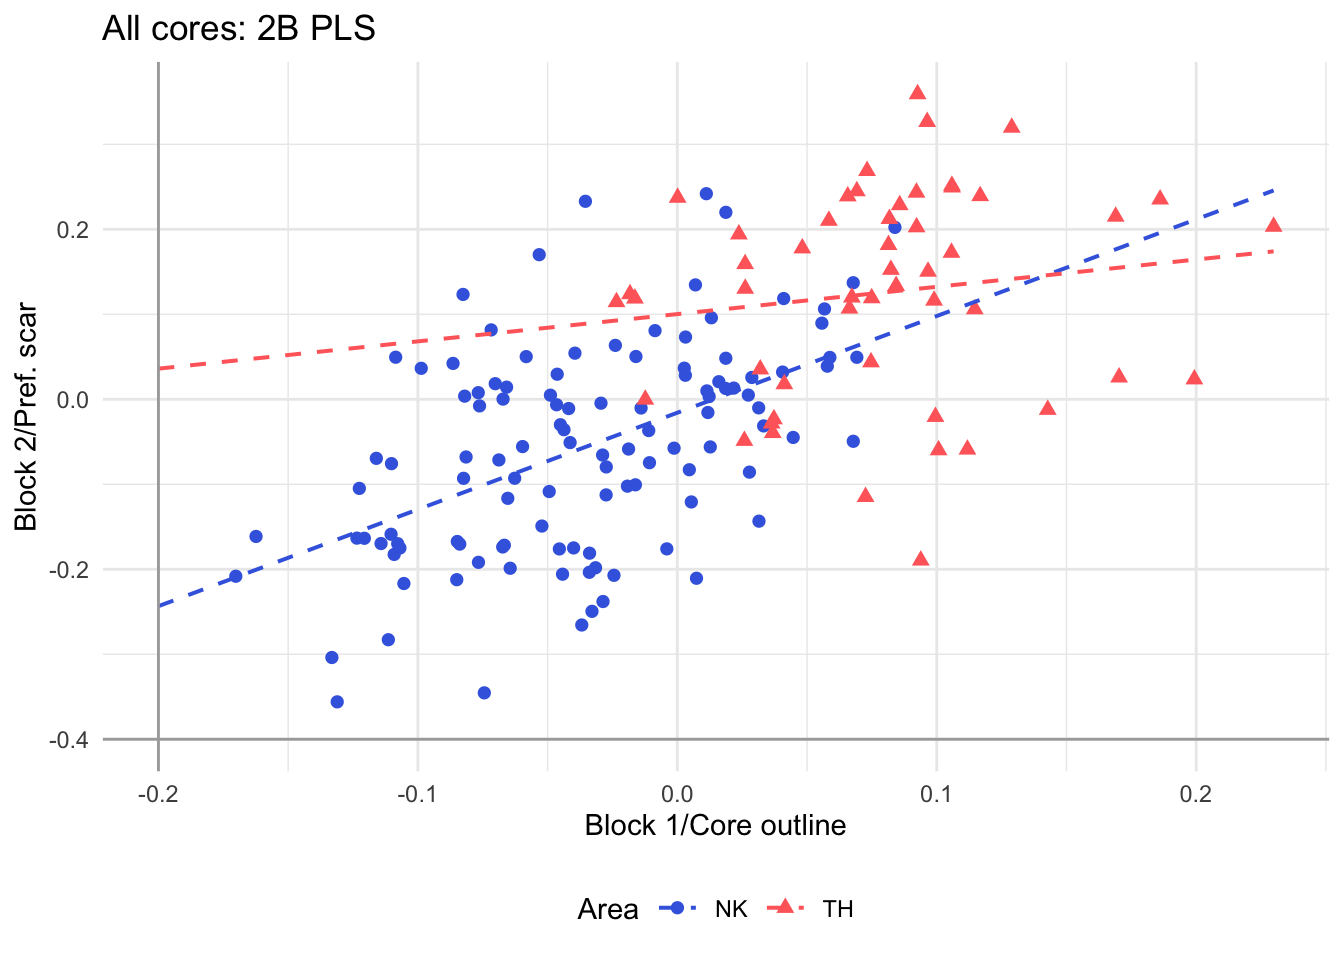 All cores: 2B PLS
Block 2/Pref. scar
0.2
0.0
-0.2
-0.4
-0.2
-0.1
0.0
0.1
0.2
Block 1/Core outline
Area
NK
TH